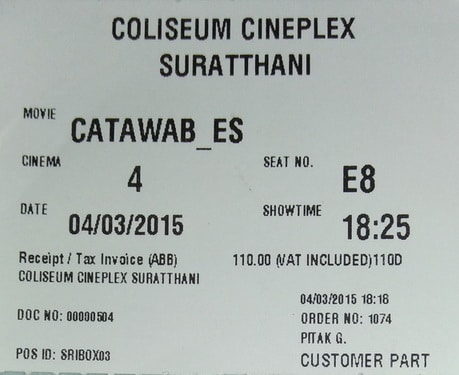 COLISEUM CINEPLEX
SURATTHANI
MOVIE CATAWAB_ES
CINEMA 4 SEAT NO. E8
DATE 04/03/2015 SHOWTIME 18:25
Receipt / Tax Invoice (ABB) 110.00 (VAT INCLUDED)110D
COLISEUM CINEPLEX SURATTHANI
04/03/2015 18:16
DOC NO: 00000504 ORDER NO: 1074
PITAK G.
POS ID: SRIBOX03 CUSTOMER PART